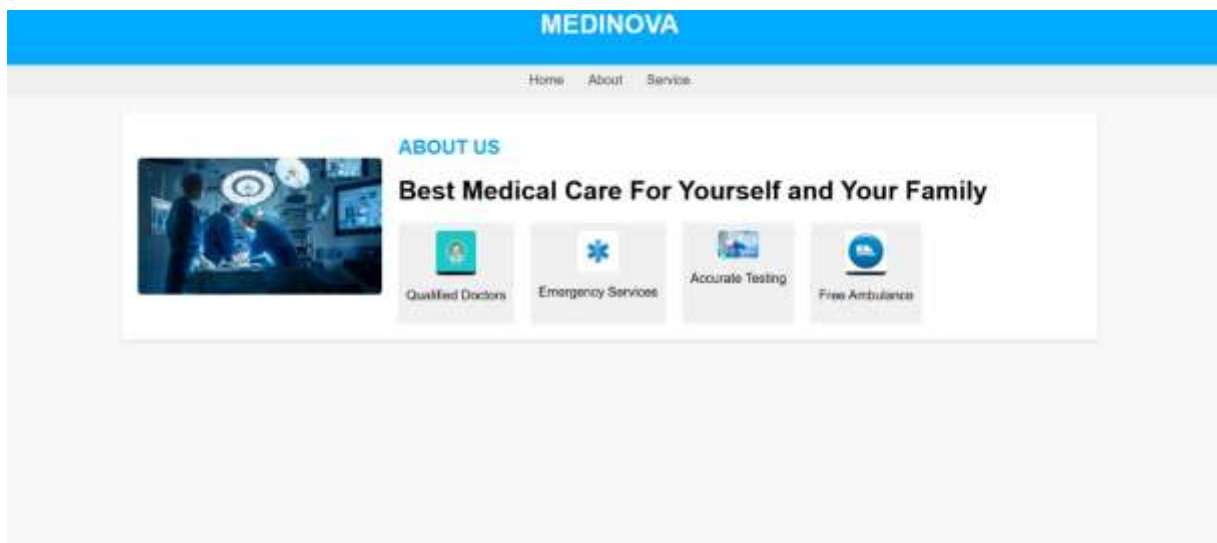 MEDINOVA
Home About Service
ABOUT US
Best Medical Care For Yourself and Your Family
Qualified Doctors
Emergency Services
Accurate Testing
Free Ambulance